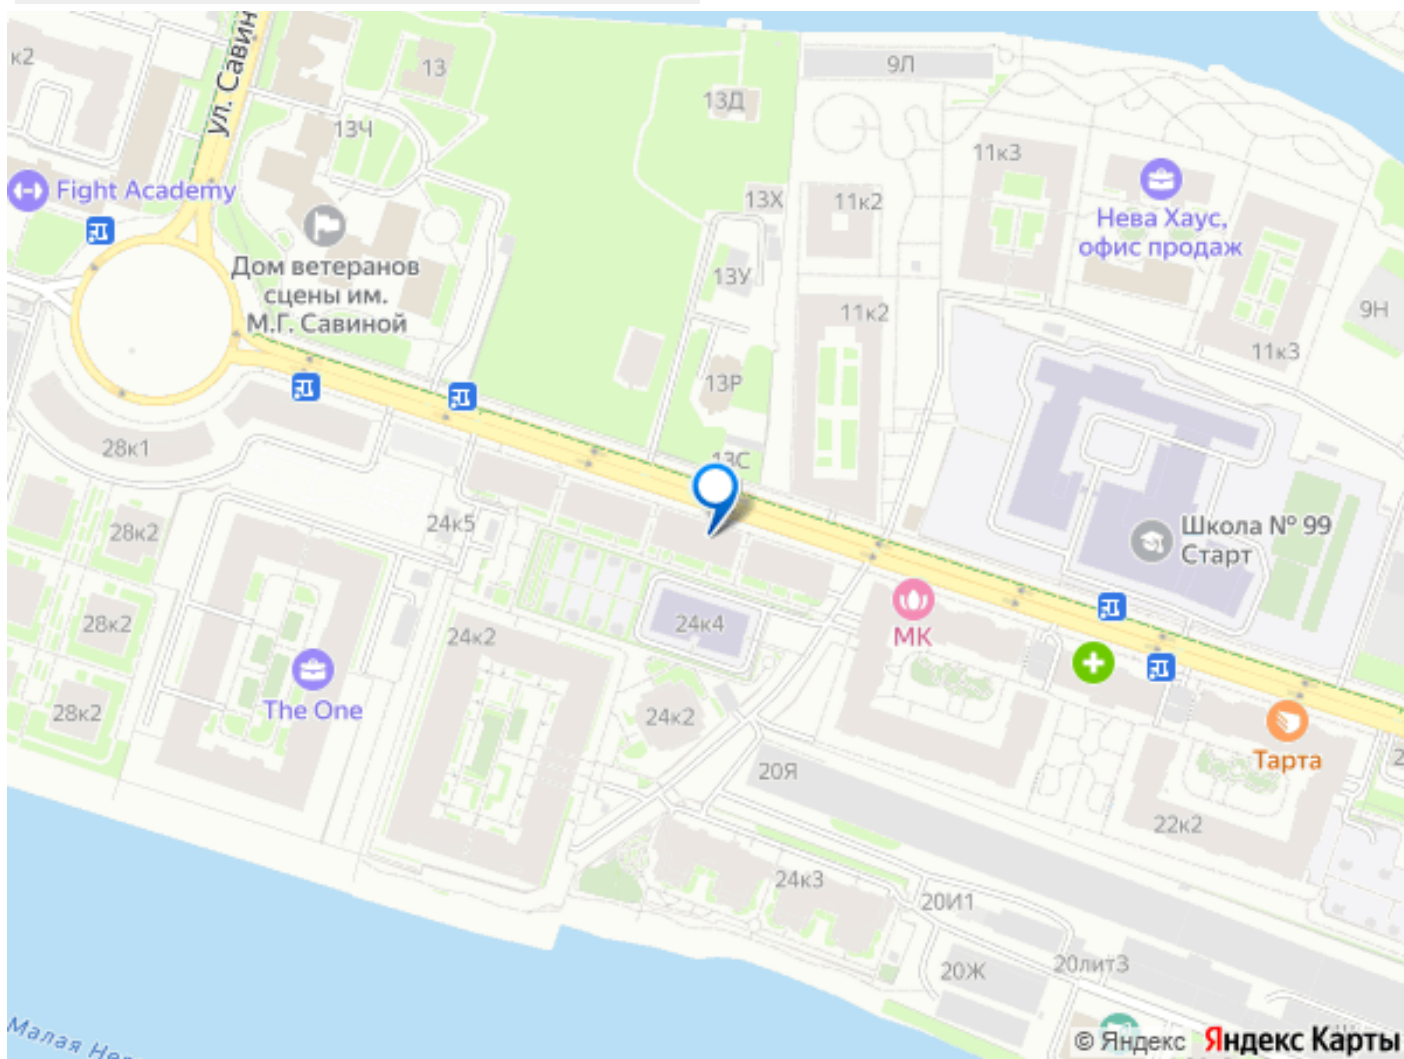 к2
ул. Савин
13
13Ч
Fight Academy
Дом ветеранов
сцены им.
М.Г. Савиной
9Л
13Д
11к3
13Х
11к2
Нева Хаус,
офис продаж
13У
11к2
9Н
11к3
13Р
28к1
13С
24к5
28к2
Школа № 99
Старт
28к2
24к2
24к4
МК
The One
28к2
24к2
Тарта
20Я
22к2
24к3
20И1
20Ж
20лит3
Малая Не
© Яндекс Яндекс Карты